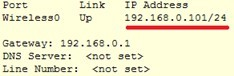 Port Link IP Address
Wireless0 Up 192.168.0.101/24
Gateway: 192.168.0.1
DNS Server: <not set>
Line Number: <not set>